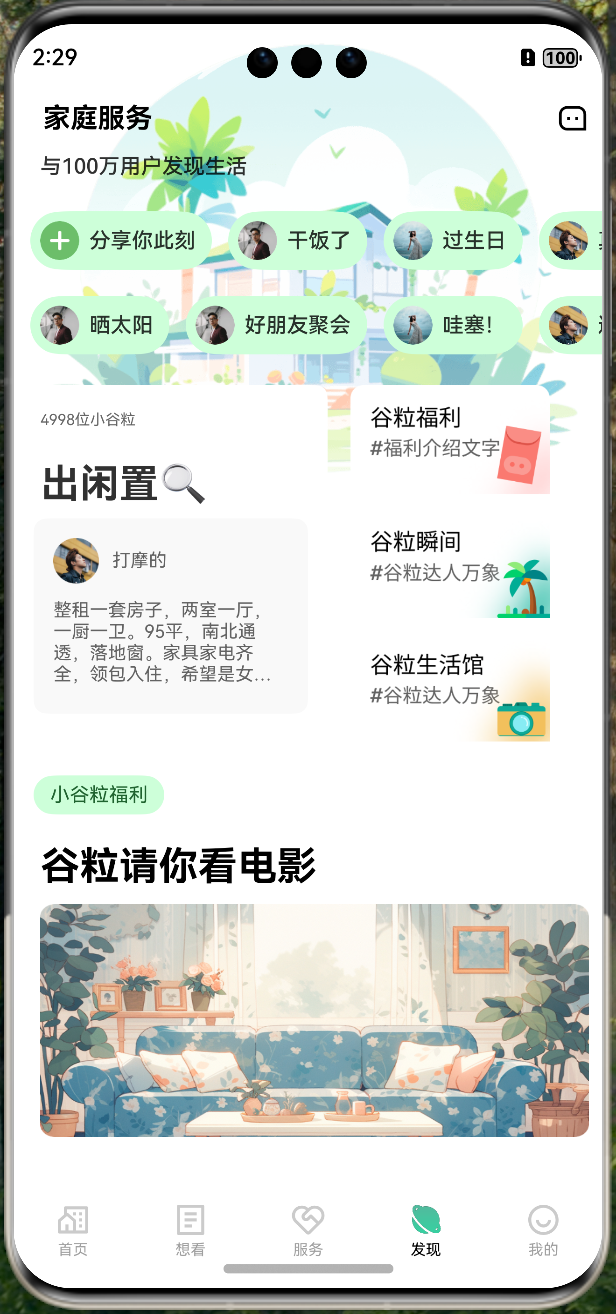 2:29
100
家庭服务
与100万用户发现生活
分享你此刻
干饭了
过生日
晒太阳
好朋友聚会
哇塞!
4998位小谷粒
出闲置
打摩的
整租一套房子，两室一厅，
一厨一卫。95平，南北通
透，落地窗。家具家电齐
全，领包入住，希望是女...
谷粒福利
#福利介绍文字
谷粒瞬间
#谷粒达人万象
谷粒生活馆
#谷粒达人万象
小谷粒福利
谷粒请你看电影
首页
想看
服务
发现
我的